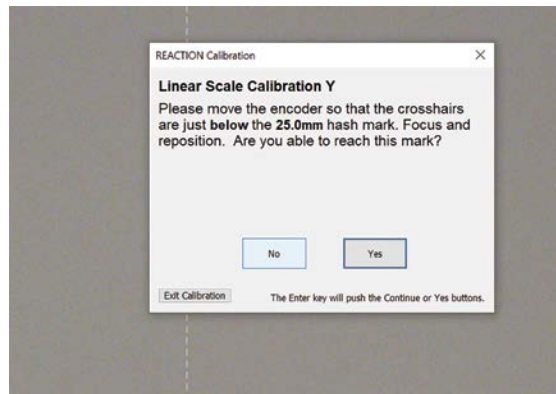 REACTION Calibration
Linear Scale Calibration Y
Please move the encoder so that the crosshairs
are just below the 25.0mm hash mark. Focus and
reposition. Are you able to reach this mark?
No Yes
Exit Calibration The Enter key will push the Continue or Yes buttons.